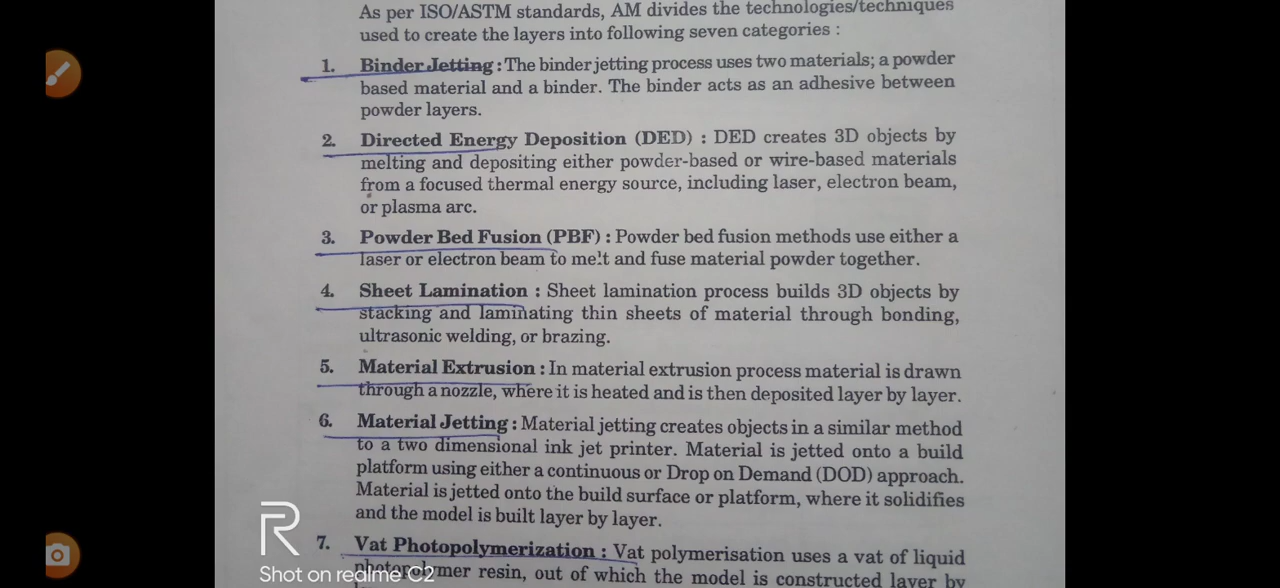 As per ISO/ASTM standards, AM divides the technologies/techniques
used to create the layers into following seven categories :
1. Binder Jetting : The binder jetting process uses two materials; a powder
based material and a binder. The binder acts as an adhesive between
powder layers.
2. Directed Energy Deposition (DED) : DED creates 3D objects by
melting and depositing either powder-based or wire-based materials
from a focused thermal energy source, including laser, electron beam,
or plasma arc.
3. Powder Bed Fusion (PBF) : Powder bed fusion methods use either a
laser or electron beam to melt and fuse material powder together.
4. Sheet Lamination : Sheet lamination process builds 3D objects by
stacking and laminating thin sheets of material through bonding,
ultrasonic welding, or brazing.
5. Material Extrusion : In material extrusion process material is drawn
through a nozzle, where it is heated and is then deposited layer by layer.
6. Material Jetting : Material jetting creates objects in a similar method
to a two dimensional ink jet printer. Material is jetted onto a build
platform using either a continuous or Drop on Demand (DOD) approach.
Material is jetted onto the build surface or platform, where it solidifies
and the model is built layer by layer.
7. Vat Photopolymerization : Vat polymerisation uses a vat of liquid
photopolymer resin, out of which the model is constructed layer by
R
Shot on realme C2